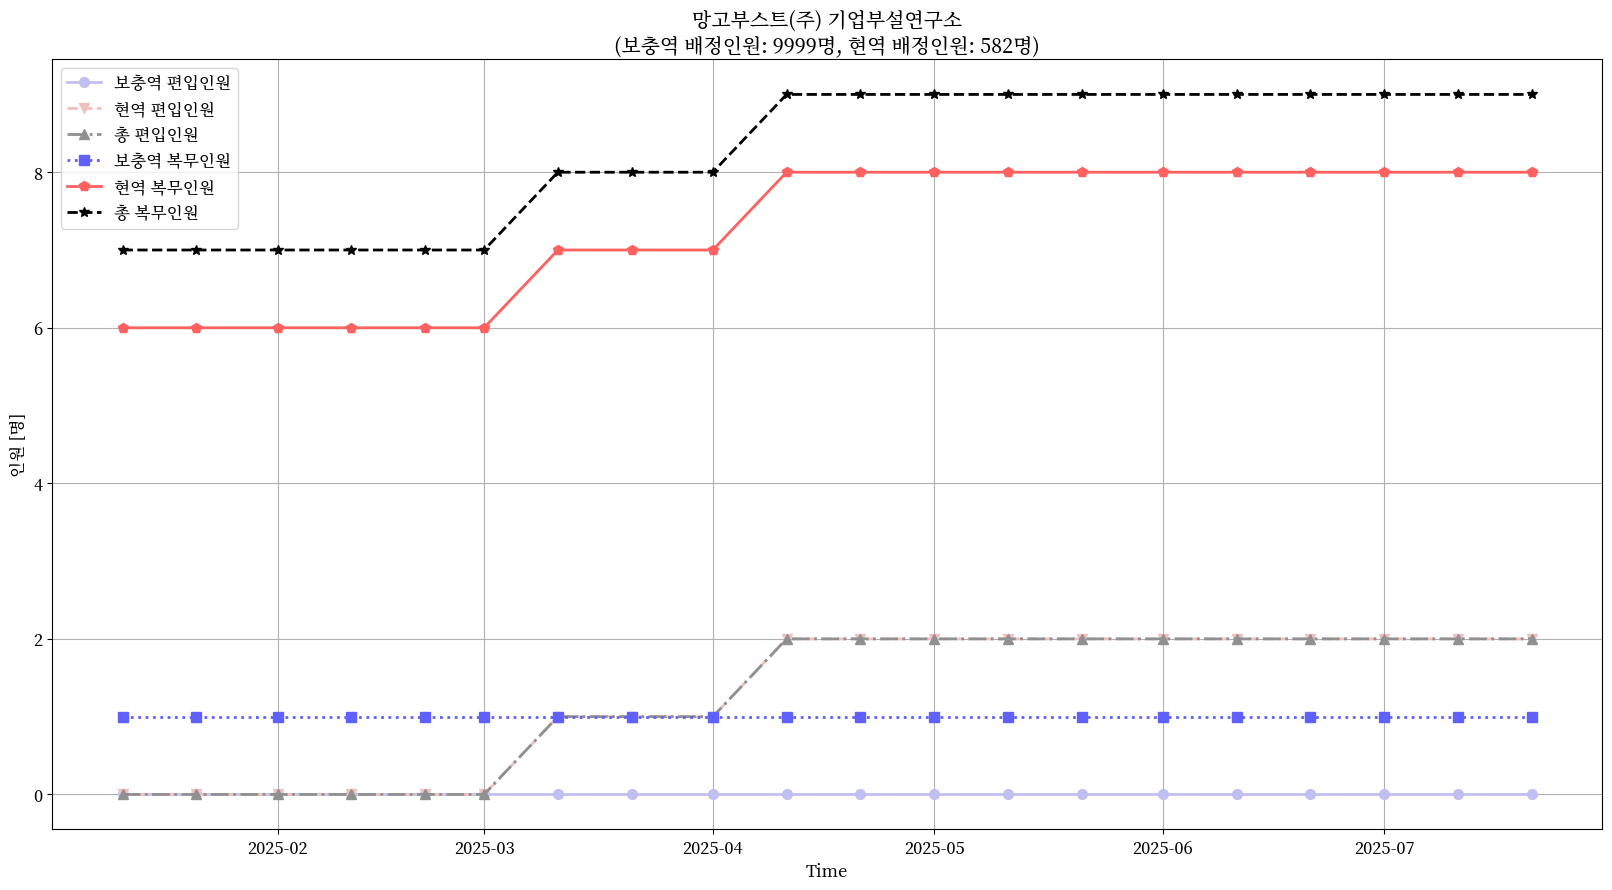 망고부스트(주) 기업부설연구소
(보충역 배정인원: 9999명, 현역 배정인원: 582명)
보충역 편입인원
현역 편입인원
총 편입인원
보충역 복무인원
현역 복무인원
총 복무인원
인원 [명]
8
6
4
2
0
2025-02
2025-03
2025-04
2025-05
2025-06
2025-07
Time